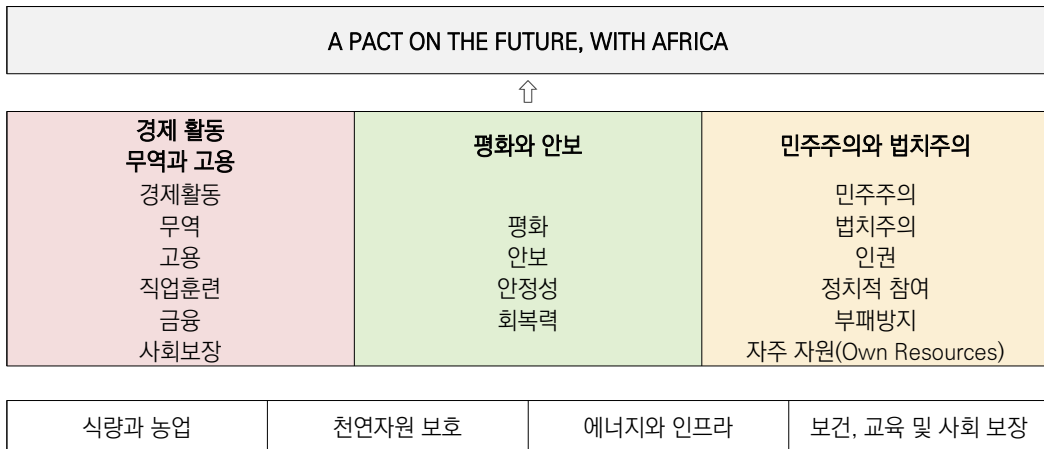 A PACT ON THE FUTURE, WITH AFRICA
⇧
경제 활동
무역과 고용
경제활동
무역
고용
직업훈련
금융
사회보장
평화와 안보
평화
안보
안정성
회복력
민주주의와 법치주의
민주주의
법치주의
인권
정치적 참여
부패방지
자주 자원(Own Resources)
식량과 농업
천연자원 보호
에너지와 인프라
보건, 교육 및 사회 보장